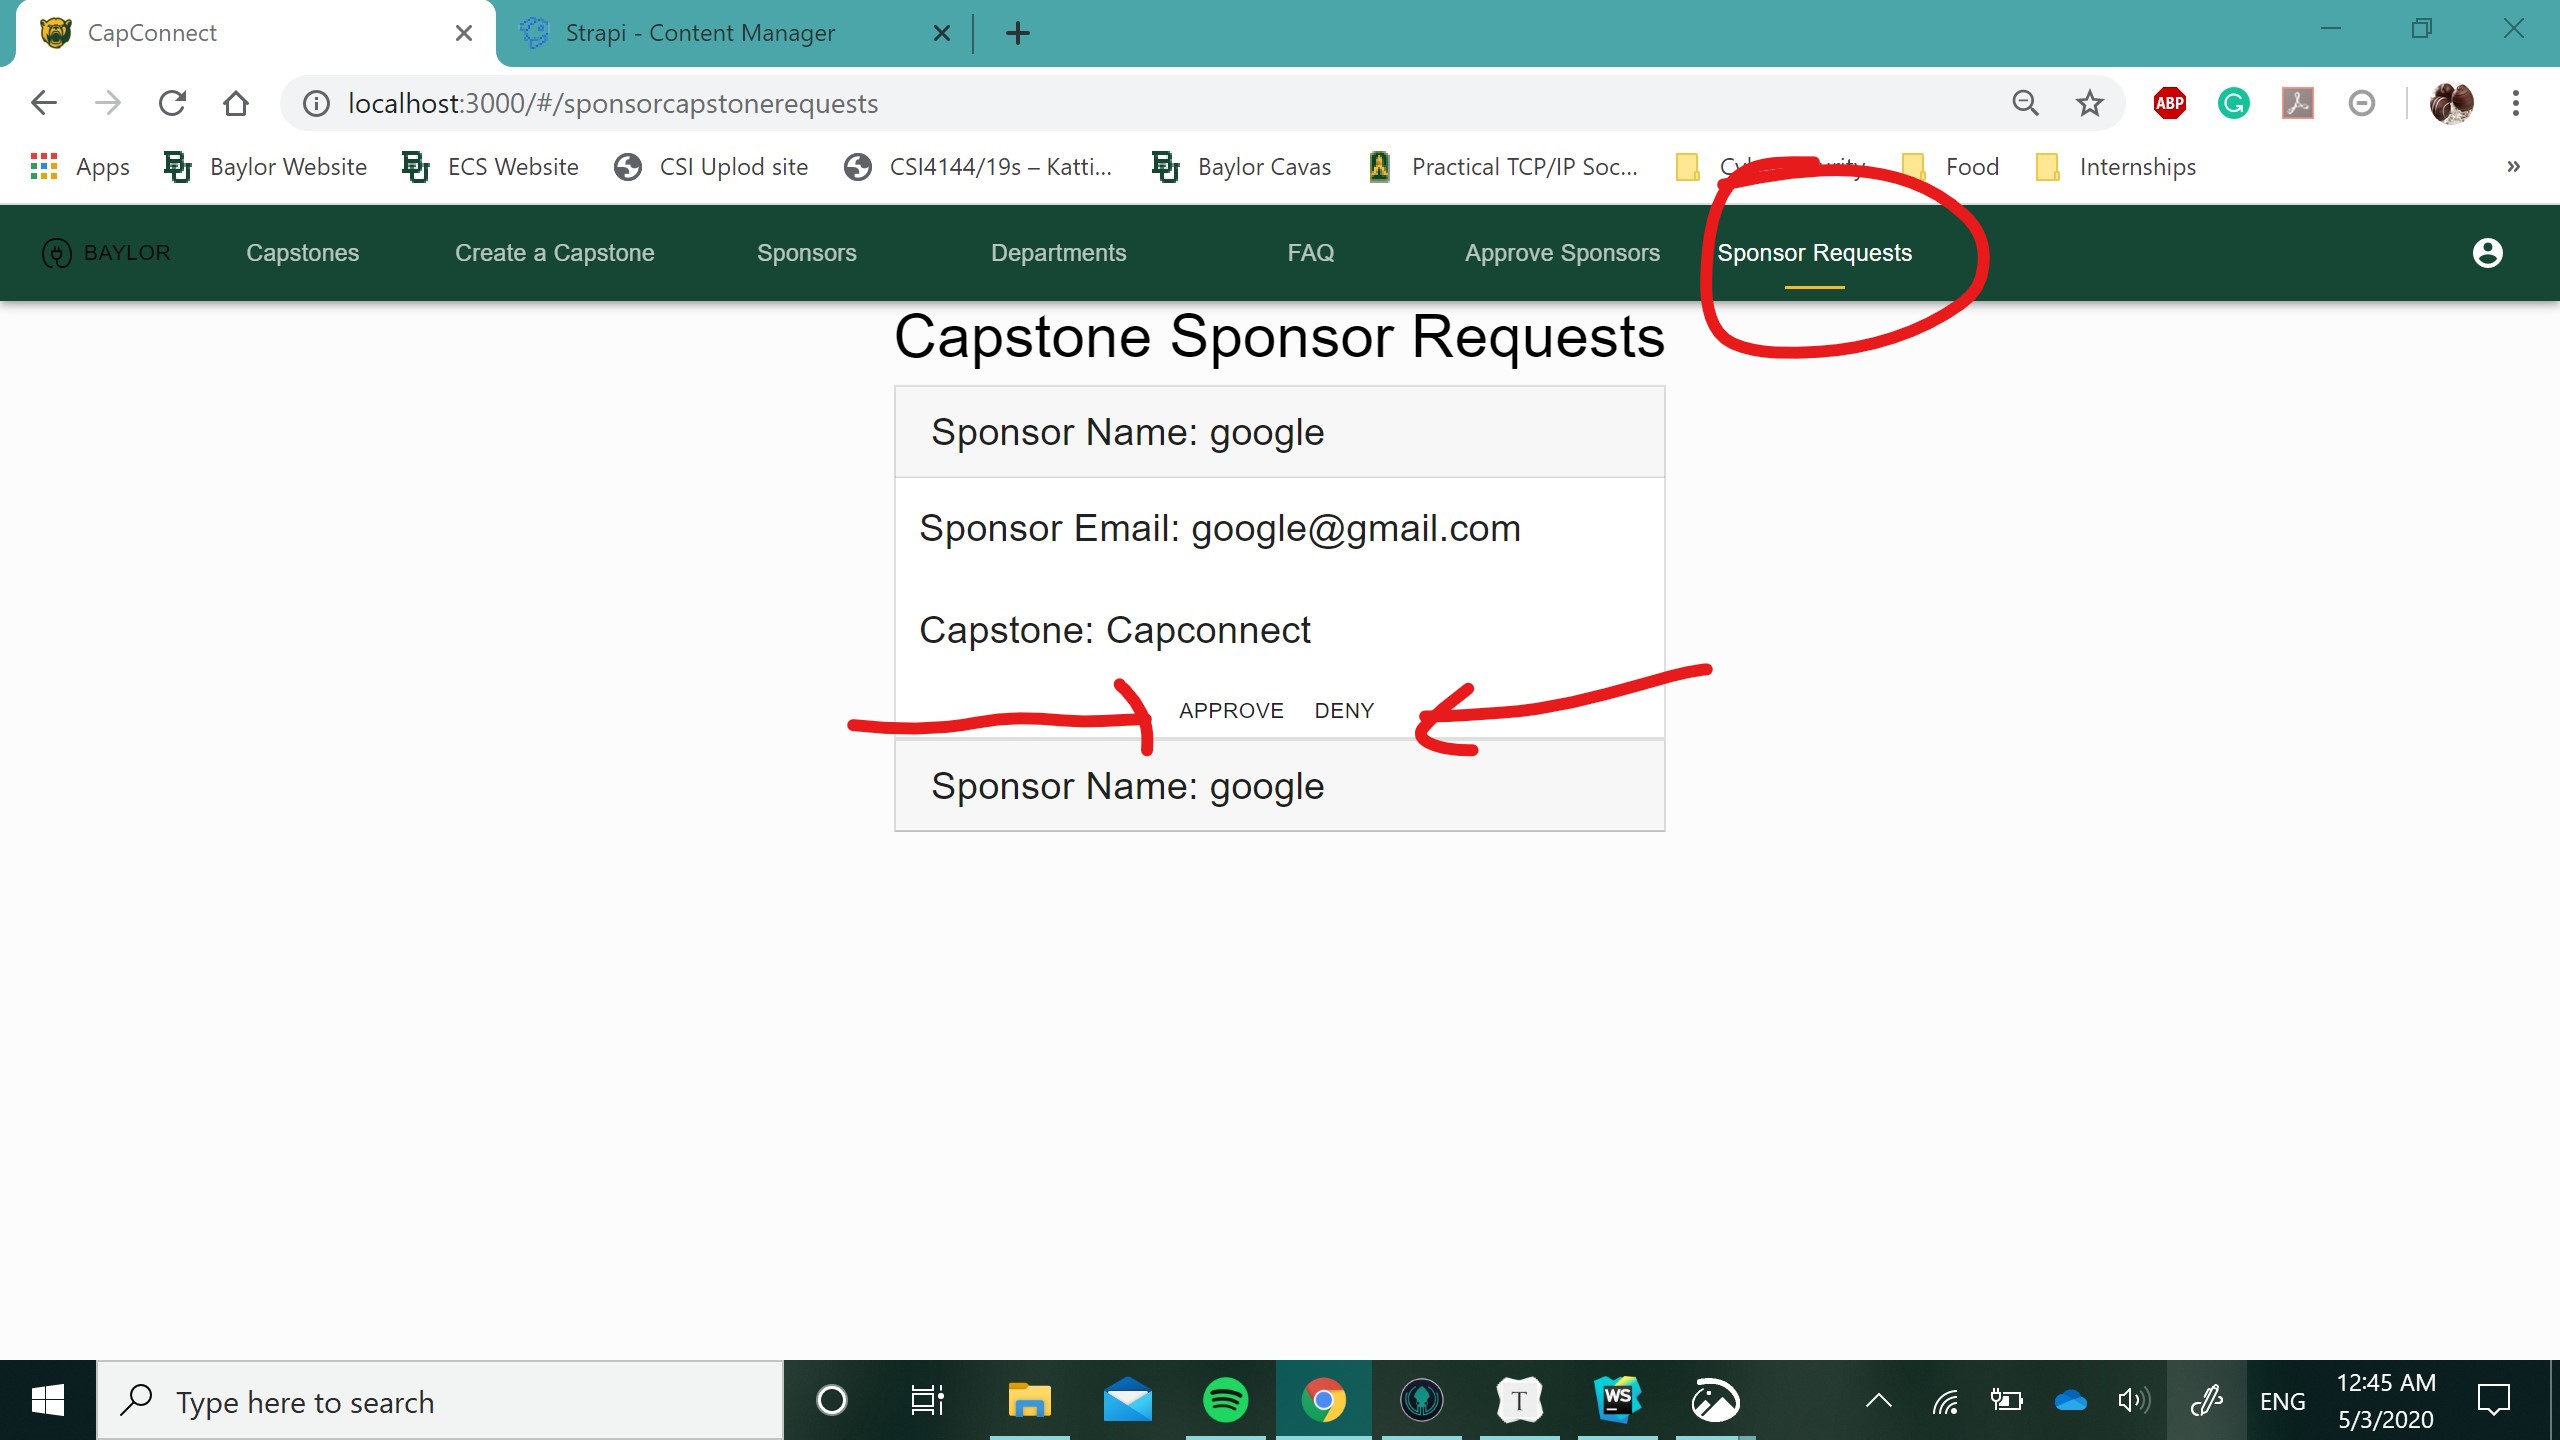 CapConnect
Strapi - Content Manager
localhost:3000/#/sponsorcapstonerequests
ABP
Apps
Baylor Website
ECS Website
CSI Uplod site
CSI4144/19s – Katti...
Baylor Cavas
Practical TCP/IP Soc...
Food
Internships
»
BAYLOR
Capstones
Create a Capstone
Sponsors
Departments
FAQ
Approve Sponsors
Sponsor Requests
Capstone Sponsor Requests
Sponsor Name: google
Sponsor Email: google@gmail.com
Capstone: Capconnect
APPROVE DENY
Sponsor Name: google
Type here to search
T
WS
ENG
12:45 AM
5/3/2020